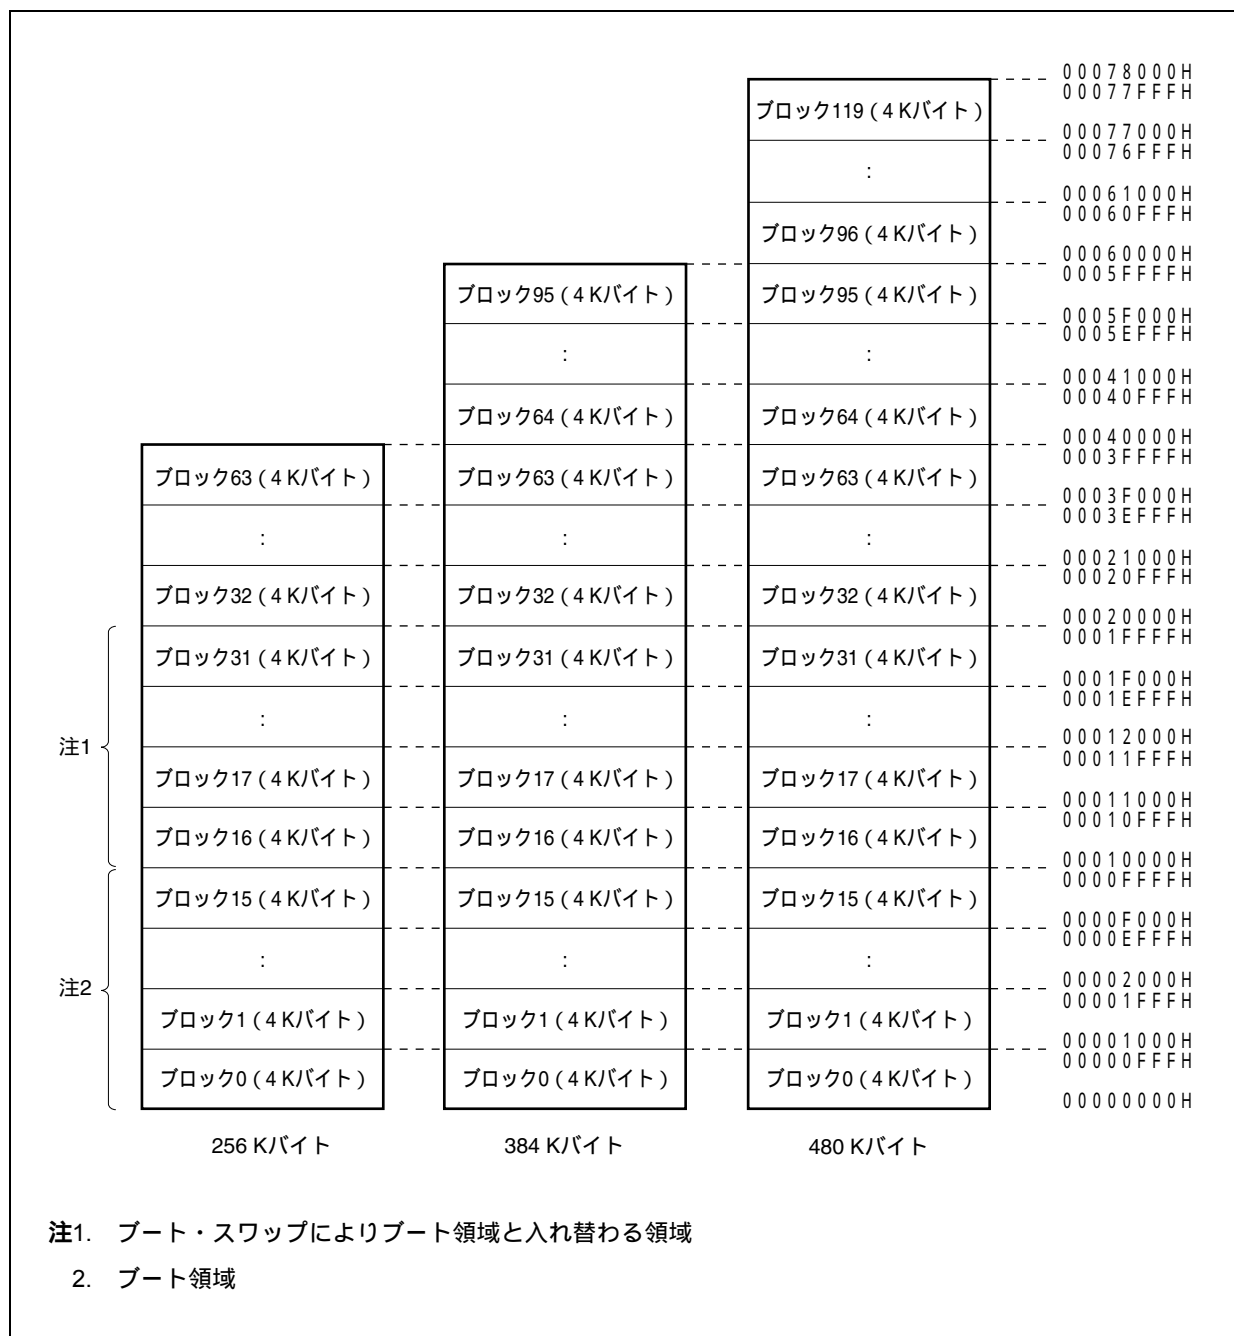 00078000H
00077FFFH
ブロック119（4 Kバイト）
00077000H
00076FFFH
:
00061000H
00060FFFH
ブロック96（4 Kバイト）
00060000H
0005FFFFH
ブロック95（4 Kバイト） ブロック95（4 Kバイト）
0005F000H
0005EFFFH
: :
00041000H
00040FFFH
ブロック64（4 Kバイト） ブロック64（4 Kバイト）
00040000H
0003FFFFH
ブロック63（4 Kバイト） ブロック63（4 Kバイト） ブロック63（4 Kバイト）
0003F000H
0003EFFFH
: : :
00021000H
00020FFFH
ブロック32（4 Kバイト） ブロック32（4 Kバイト） ブロック32（4 Kバイト）
00020000H
0001FFFFH
ブロック31（4 Kバイト） ブロック31（4 Kバイト） ブロック31（4 Kバイト）
0001F000H
0001EFFFH
: : :
注1
00012000H
00011FFFH
ブロック17（4 Kバイト） ブロック17（4 Kバイト） ブロック17（4 Kバイト）
00011000H
00010FFFH
ブロック16（4 Kバイト） ブロック16（4 Kバイト） ブロック16（4 Kバイト）
00010000H
0000FFFFH
ブロック15（4 Kバイト） ブロック15（4 Kバイト） ブロック15（4 Kバイト）
0000F000H
0000EFFFH
: : :
注2
00002000H
00001FFFH
ブロック1（4 Kバイト） ブロック1（4 Kバイト） ブロック1（4 Kバイト）
00001000H
00000FFFH
ブロック0（4 Kバイト） ブロック0（4 Kバイト） ブロック0（4 Kバイト）
00000000H
256 Kバイト 384 Kバイト 480 Kバイト
注1. ブート・スワップによりブート領域と入れ替わる領域
2. ブート領域